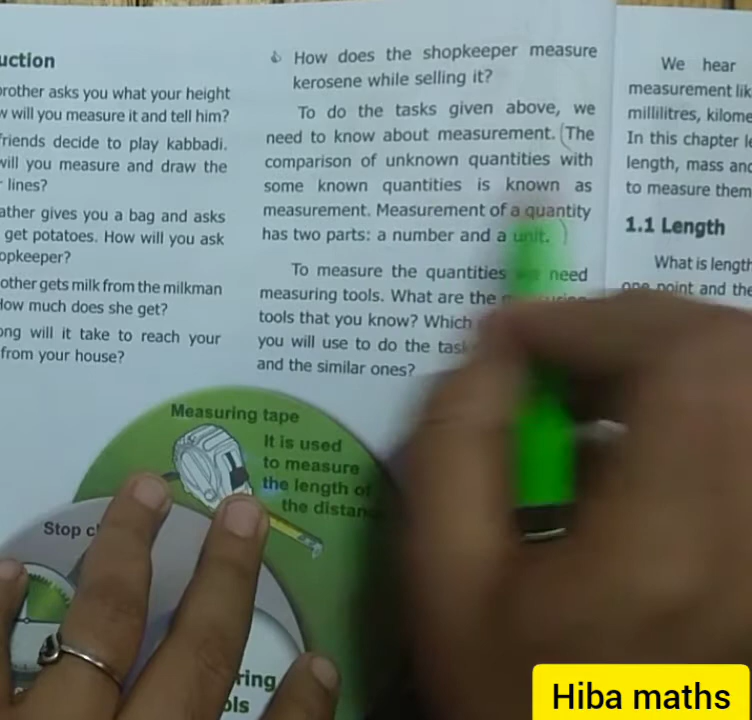 uction
rother asks you what your height
w will you measure it and tell him?
friends decide to play kabbadi.
will you measure and draw the
lines?
ather gives you a bag and asks
get potatoes. How will you ask
opkeeper?
other gets milk from the milkman
How much does she get?
ong will it take to reach your
from your house?
How does the shopkeeper measure
kerosene while selling it?
To do the tasks given above, we
need to know about measurement. (The
comparison of unknown quantities with
some known quantities is known as
measurement. Measurement of a quantity
has two parts: a number and a unit. )
To measure the quantities need
measuring tools. What are the
tools that you know? Which
you will use to do the tas
and the similar ones?
We hear
measurement lik
millilitres, kilome
In this chapter le
length, mass and
to measure them
1.1 Length
What is length
one point and the
Measuring tape
It is used
to measure
the length of
the distan
Stop cl
ring
ols
Hiba maths